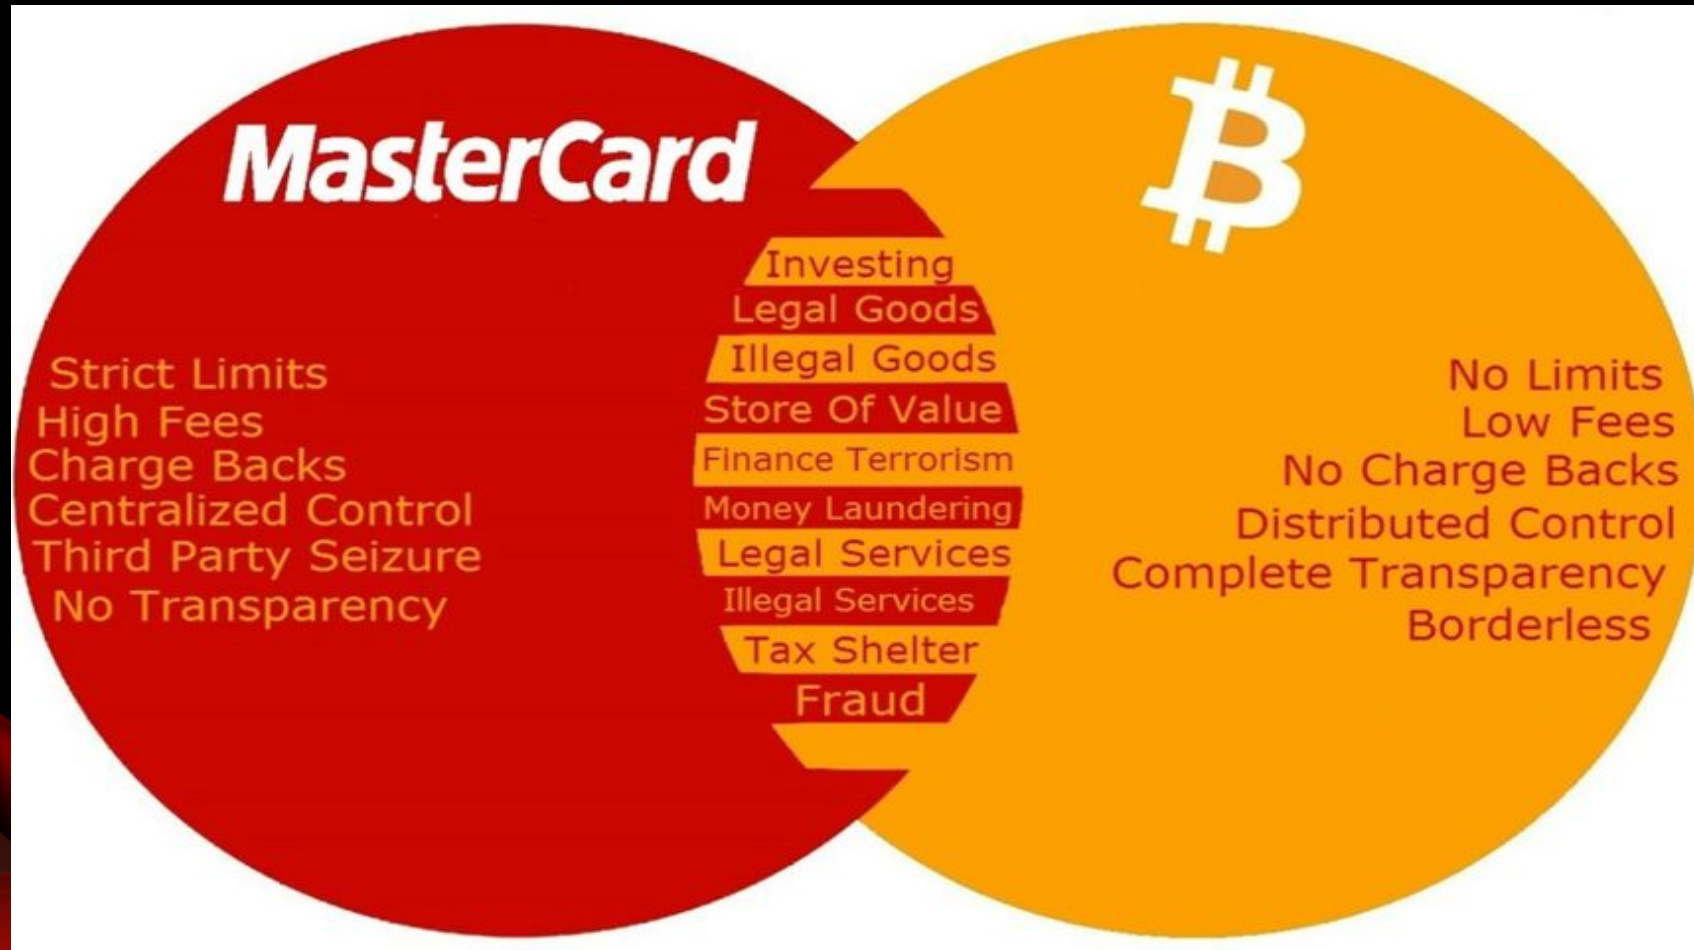 MasterCard
Strict Limits
High Fees
Charge Backs
Centralized Control
Third Party Seizure
No Transparency
Investing
Legal Goods
Illegal Goods
Store Of Value
Finance Terrorism
Money Laundering
Legal Services
Illegal Services
Tax Shelter
Fraud
No Limits
Low Fees
No Charge Backs
Distributed Control
Complete Transparency
Borderless